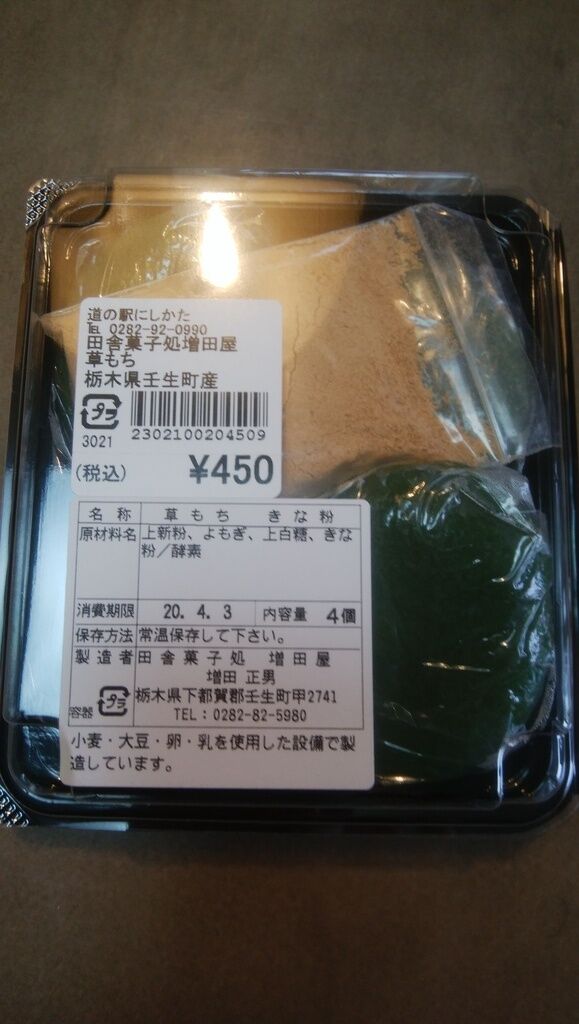 道の駅にしかた
TEL 0282-92-0990
田舎菓子処増田屋
草もち
栃木県壬生町産
プラ
3021
2302100204509
(税込) ¥450
名称 草もち きな粉
原材料名 上新粉、よもぎ、上白糖、きな
粉／酵素
消費期限 20.4.3 内容量 4個
保存方法 常温保存して下さい。
製造者 田舎菓子処 増田屋
増田 正男
栃木県下都賀郡壬生町甲2741
容器 プラ TEL:0282-82-5980
小麦・大豆・卵・乳を使用した設備で製
造しています。